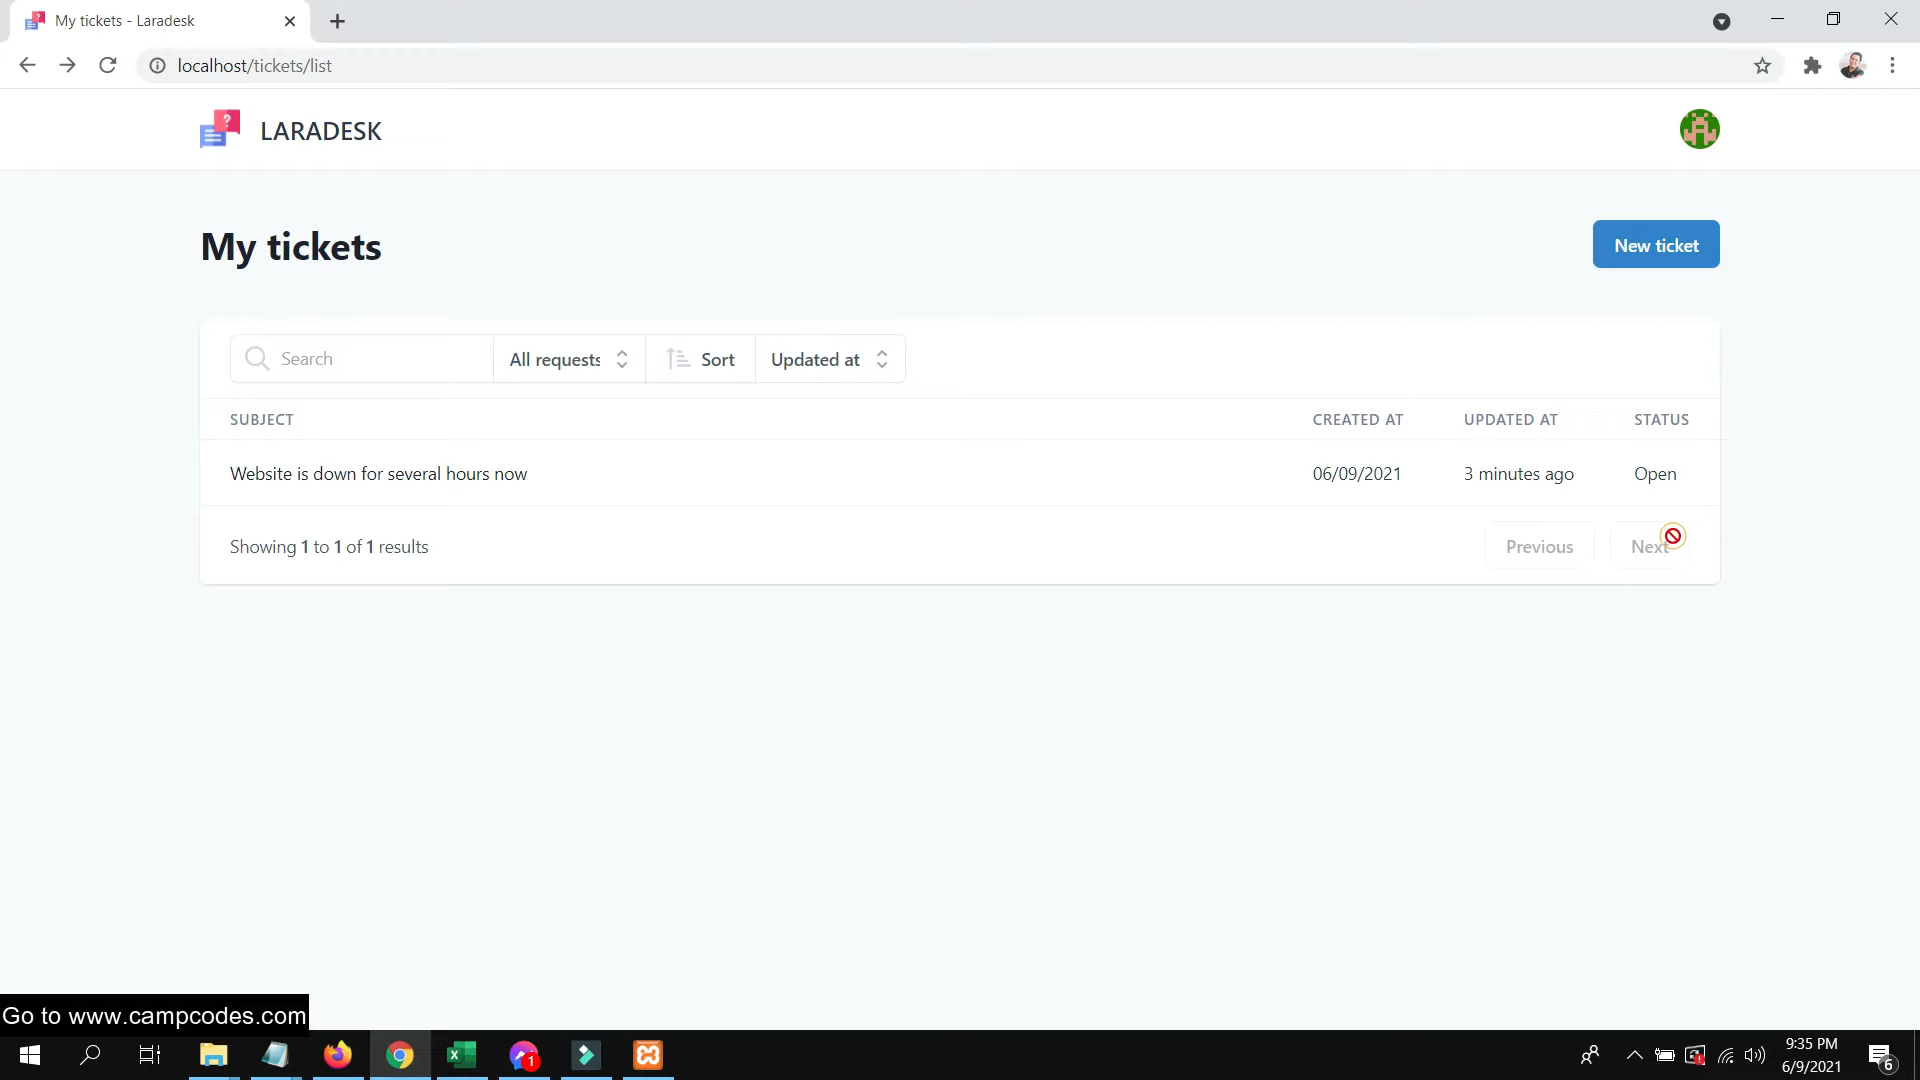 My tickets - Laradesk
localhost/tickets/list
LARADESK
My tickets
New ticket
Search
All requests
Sort
Updated at
SUBJECT CREATED AT UPDATED AT STATUS
Website is down for several hours now 06/09/2021 3 minutes ago Open
Showing 1 to 1 of 1 results
Previous
Next
Go to www.campcodes.com
1
9:35 PM
6/9/2021
6